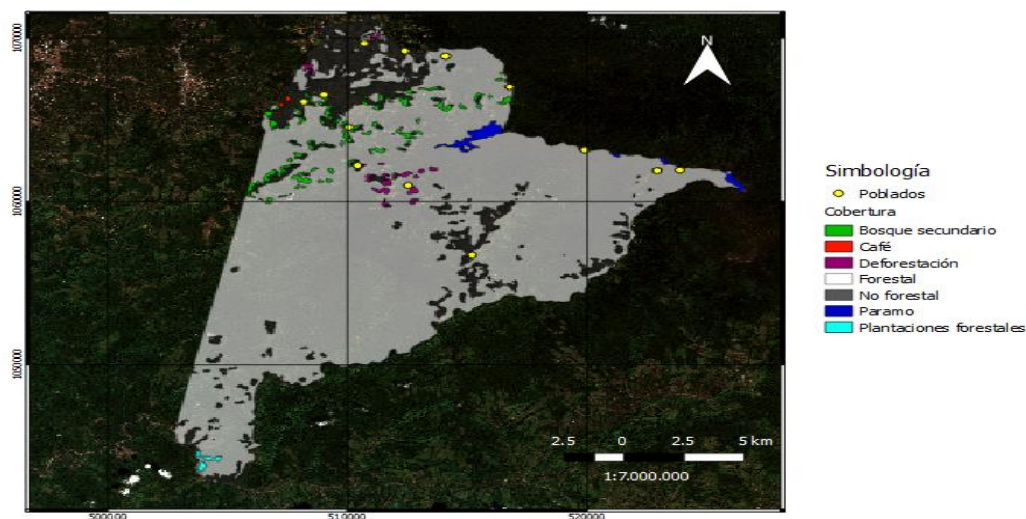 1070000
1060000
1050000
500000
510000
520000
N
2.5 0 2.5 5 km
1:7.000.000
Simbología
Poblados
Cobertura
Bosque secundario
Café
Deforestación
Forestal
No forestal
Paramo
Plantaciones forestales